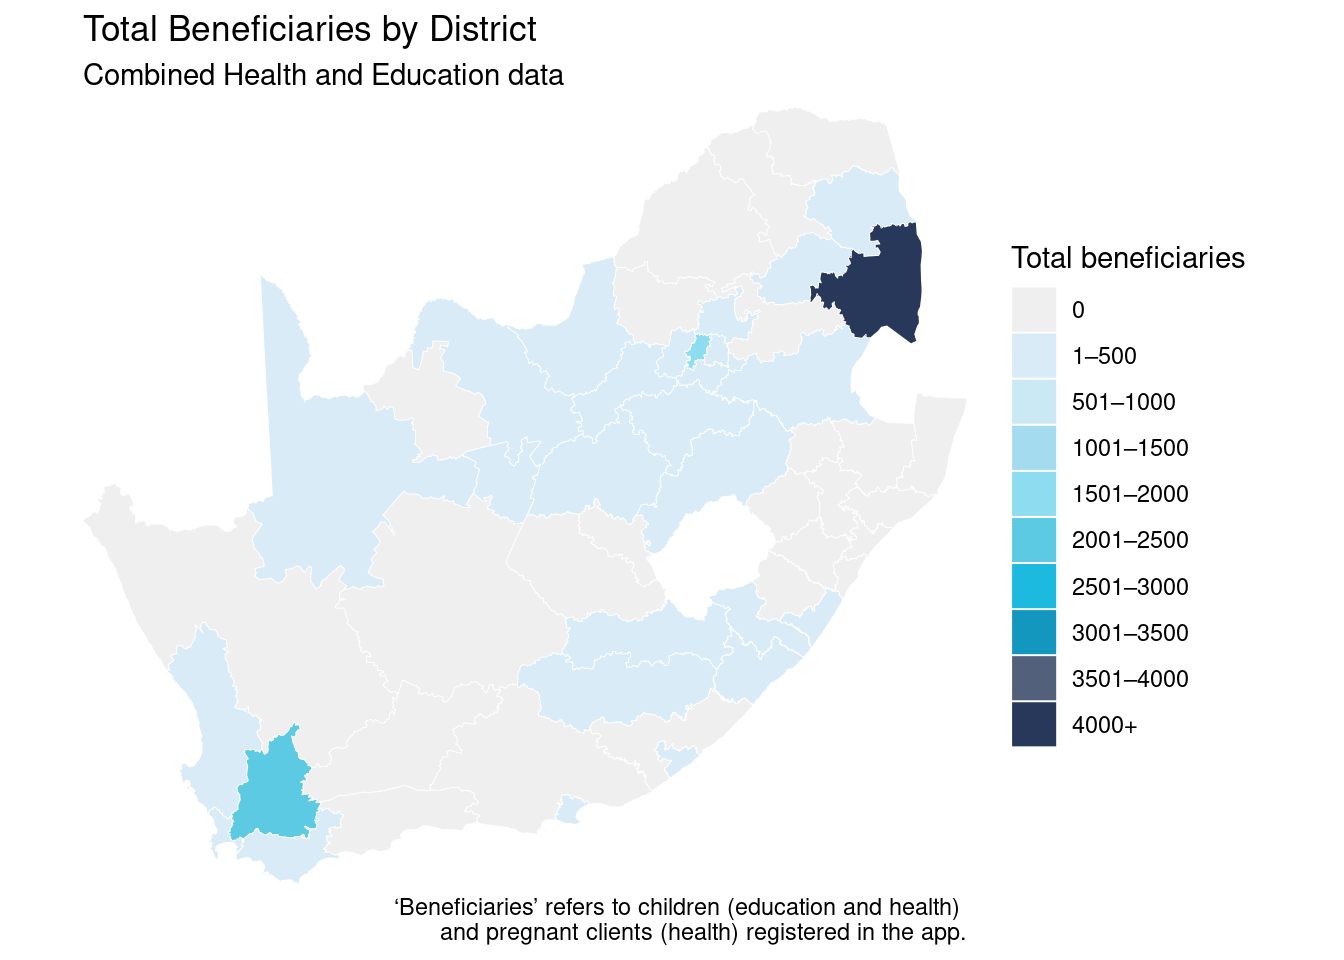 Total Beneficiaries by District
Combined Health and Education data
Total beneficiaries
0
1–500
501–1000
1001–1500
1501–2000
2001–2500
2501–3000
3001–3500
3501–4000
4000+
‘Beneficiaries’ refers to children (education and health)
and pregnant clients (health) registered in the app.